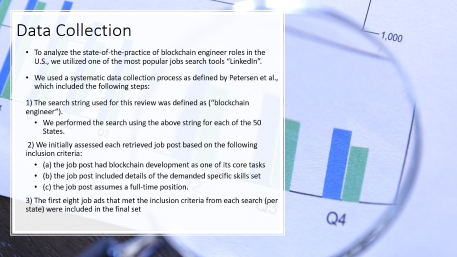 Data Collection
• To analyze the state-of-the-practice of blockchain engineer roles in the
U.S., we utilized one of the most popular jobs search tools "LinkedIn".
• We used a systematic data collection process as defined by Petersen et al.,
which included the following steps:
1) The search string used for this review was defined as ("blockchain
engineer").
• We performed the search using the above string for each of the 50
States.
2) We initially assessed each retrieved job post based on the following
inclusion criteria:
• (a) the job post had blockchain development as one of its core tasks
• (b) the job post included details of the demanded specific skills set
• (c) the job post assumes a full-time position.
3) The first eight job ads that met the inclusion criteria from each search (per
state) were included in the final set
1,000
Q4